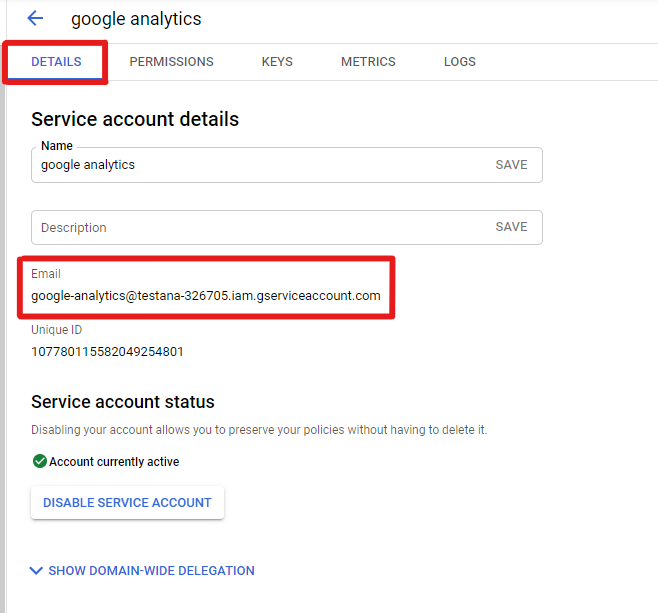 google analytics
DETAILS PERMISSIONS KEYS METRICS LOGS
Service account details
Name
google analytics SAVE
Description SAVE
Email
google-analytics@testana-326705.iam.gserviceaccount.com
Unique ID
107780115582049254801
Service account status
Disabling your account allows you to preserve your policies without having to delete it.
Account currently active
DISABLE SERVICE ACCOUNT
SHOW DOMAIN-WIDE DELEGATION